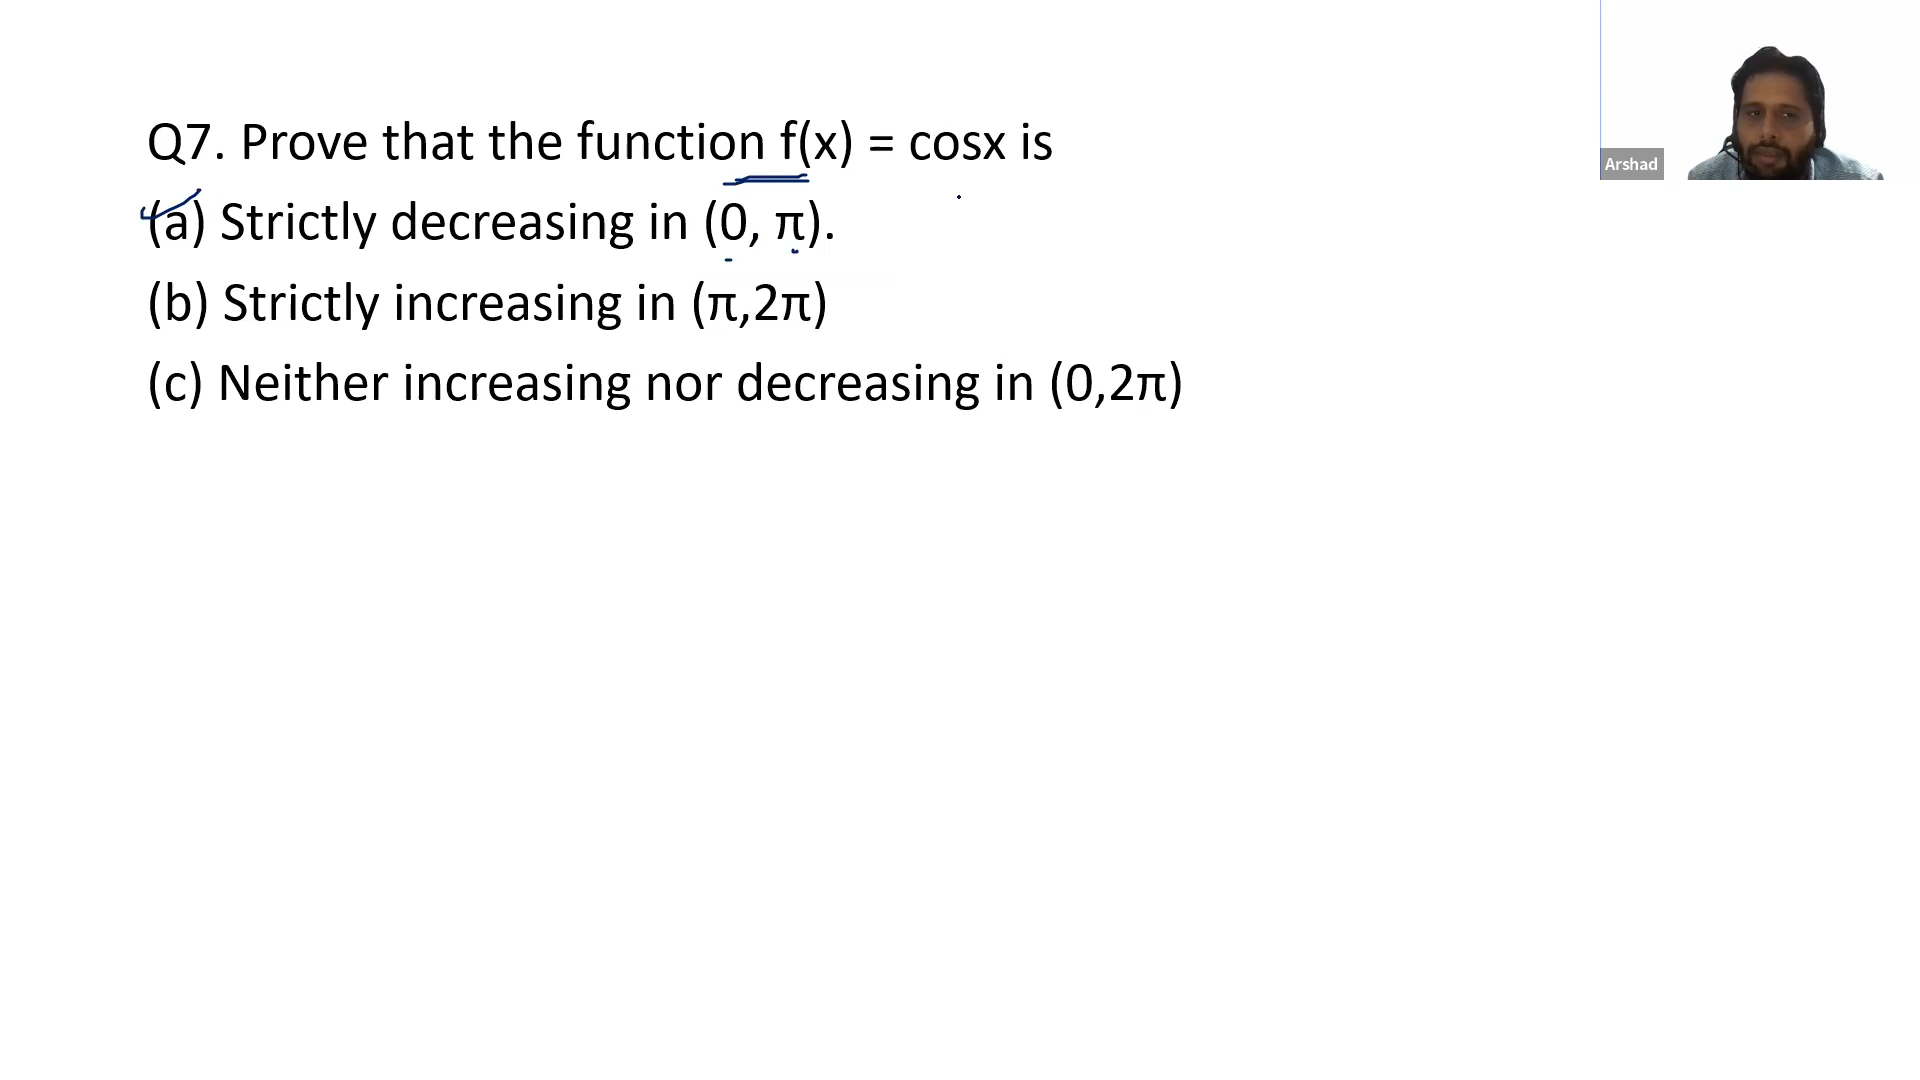 Q7. Prove that the function f(x) = cosx is
(a) Strictly decreasing in (0, π).
(b) Strictly increasing in (π,2π)
(c) Neither increasing nor decreasing in (0,2π)
Arshad